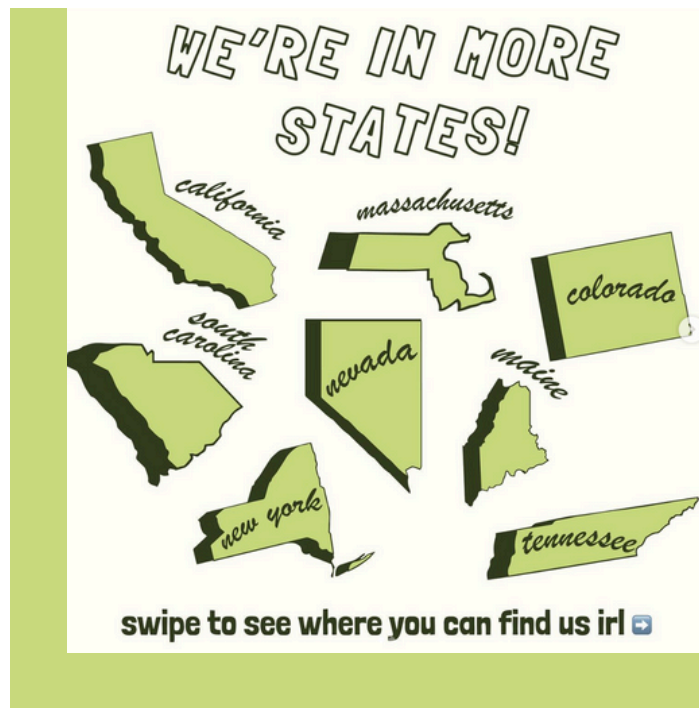 WE'RE IN MORE
STATES!
california
massachusetts
colorado
south
carolina
nevada
maine
new york
tennessee
swipe to see where you can find us irl ➡️